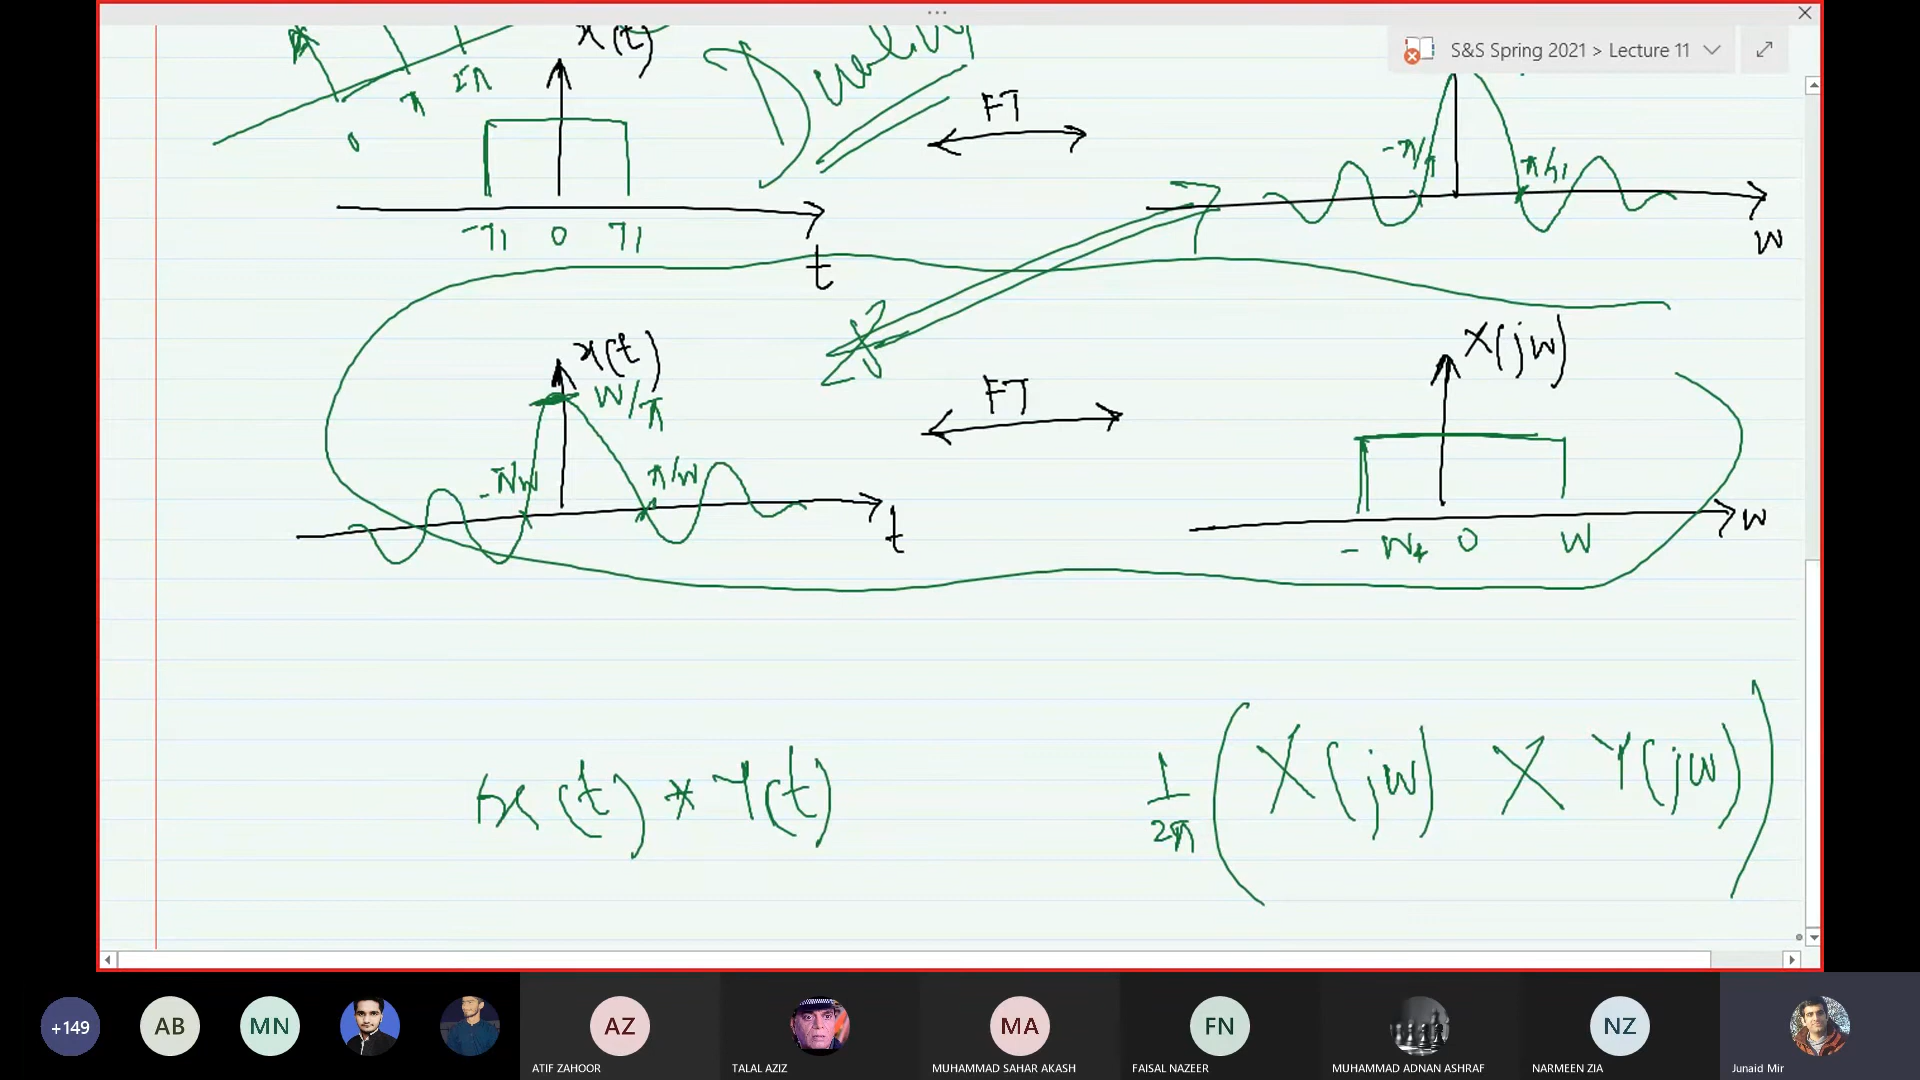 S&S Spring 2021 > Lecture 11
x(t)
Duality
π
2π
0
FT
-T1 0 T1
t
π/T1
w
x(t)
W/π
-π/W
π/W
t
FT
X(jw)
-W 0 W
w
x(t) * y(t)
1/2π (X(jw) X Y(jw))
+149
AB
MN
AZ
MA
FN
NZ
ATIF ZAHOOR
TALAL AZIZ
MUHAMMAD SAHAR AKASH
FAISAL NAZEER
MUHAMMAD ADNAN ASHRAF
NARMEEN ZIA
Junaid Mir